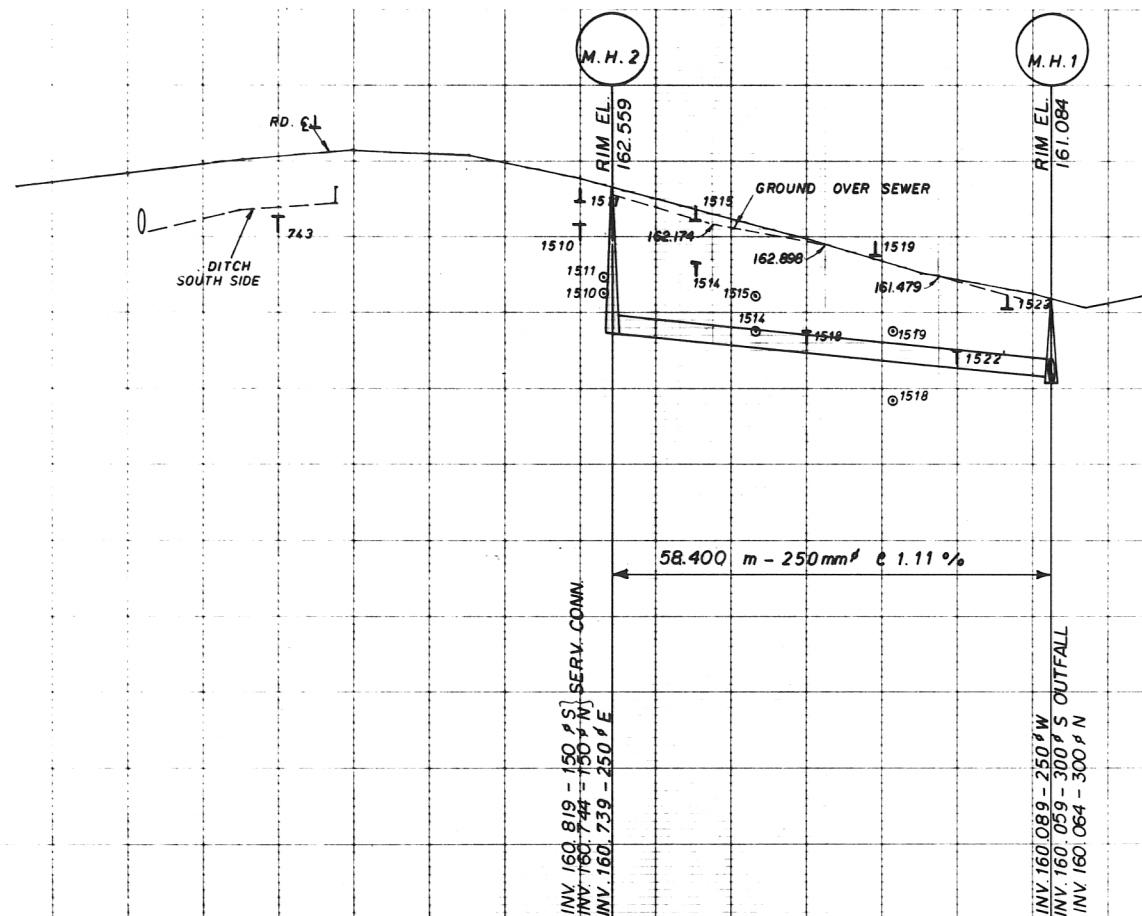 M.H.2
M.H.1
RIM EL.
162.559
RIM EL.
161.084
RD. ℄
GROUND OVER SEWER
1515
743
1510
162.174
162.898
1519
DITCH
SOUTH SIDE
1511
1514
161.479
1510
1515
1523
1514
1518
1519
1522
1518
58.400 m - 250mmø @ 1.11 %
INV. 160.819 - 150 ø S } SERV. CONN.
INV. 160.744 - 150 ø N
INV. 160.739 - 250 ø E
INV. 160.089 - 250 ø W
INV. 160.059 - 300 ø S OUTFALL
INV. 160.064 - 300 ø N